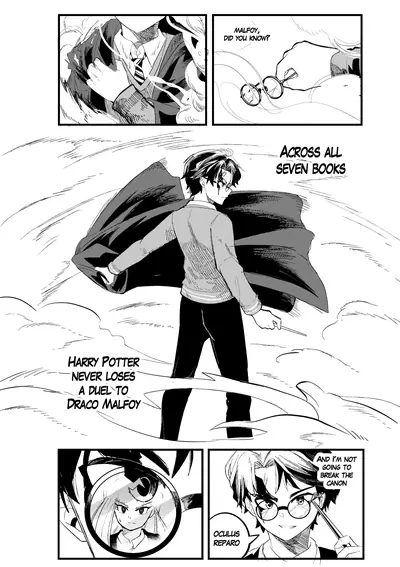 MALFOY,
DID YOU KNOW?
ACROSS ALL
SEVEN BOOKS
HARRY POTTER
NEVER LOSES
A DUEL TO
DRACO MALFOY
AND I'M NOT
GOING TO
BREAK THE
CANON
OCULUS
REPARO